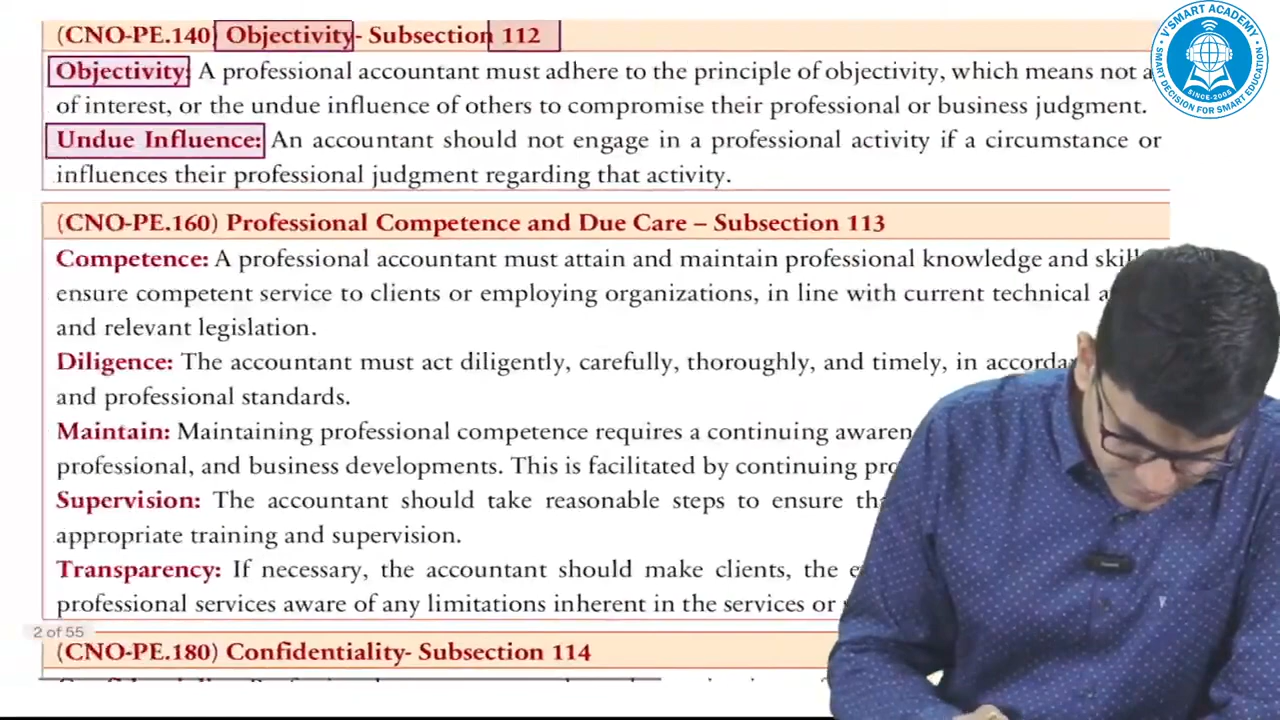 (CNO-PE.140) Objectivity- Subsection 112
Objectivity: A professional accountant must adhere to the principle of objectivity, which means not a
of interest, or the undue influence of others to compromise their professional or business judgment.
Undue Influence: An accountant should not engage in a professional activity if a circumstance or
influences their professional judgment regarding that activity.
(CNO-PE.160) Professional Competence and Due Care – Subsection 113
Competence: A professional accountant must attain and maintain professional knowledge and skill
ensure competent service to clients or employing organizations, in line with current technical a
and relevant legislation.
Diligence: The accountant must act diligently, carefully, thoroughly, and timely, in accorda
and professional standards.
Maintain: Maintaining professional competence requires a continuing awaren
professional, and business developments. This is facilitated by continuing pro
Supervision: The accountant should take reasonable steps to ensure tha
appropriate training and supervision.
Transparency: If necessary, the accountant should make clients, the e
professional services aware of any limitations inherent in the services or
2 of 55
(CNO-PE.180) Confidentiality- Subsection 114
V'SMART ACADEMY
SINCE-2005
SMART DECISION FOR SMART EDUCATION